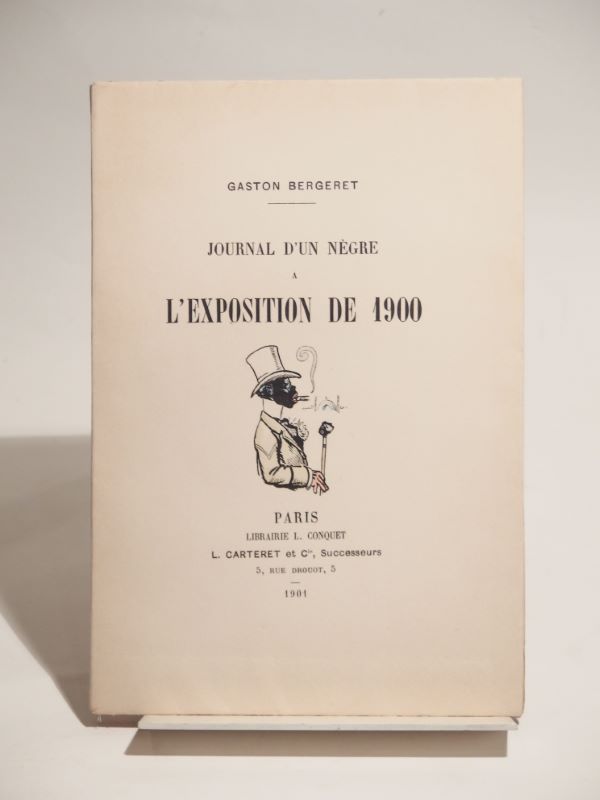 GASTON BERGERET
JOURNAL D'UN NÈGRE
A
L'EXPOSITION DE 1900
PARIS
LIBRAIRIE L. CONQUET
L. CARTERET et Cie, Successeurs
5, RUE DROUOT, 5
1901